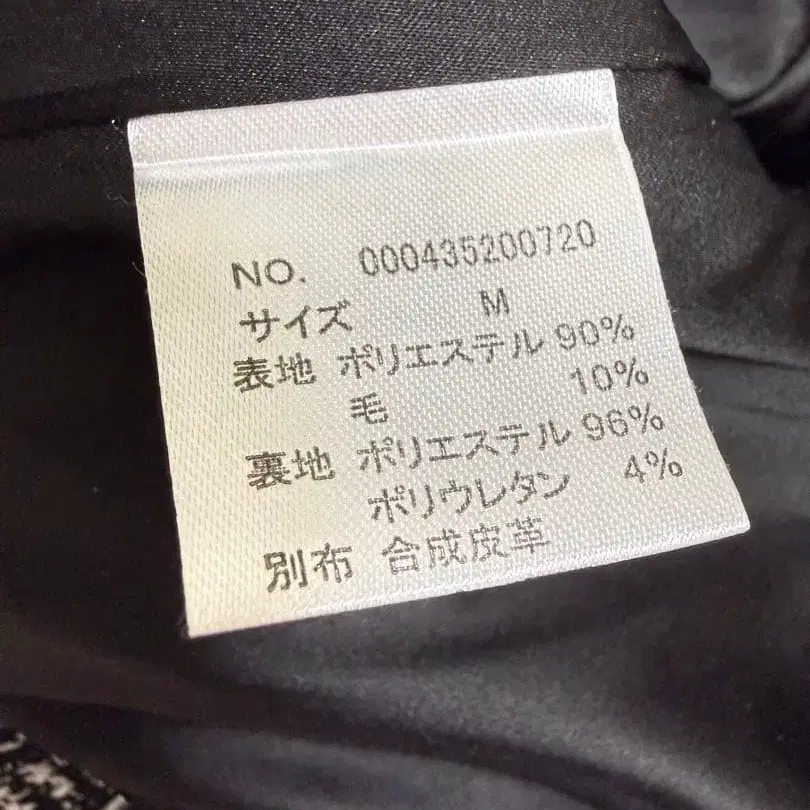 NO. 000435200720
サイズ M
表地 ポリエステル 90%
毛 10%
裏地 ポリエステル 96%
ポリウレタン 4%
別布 合成皮革